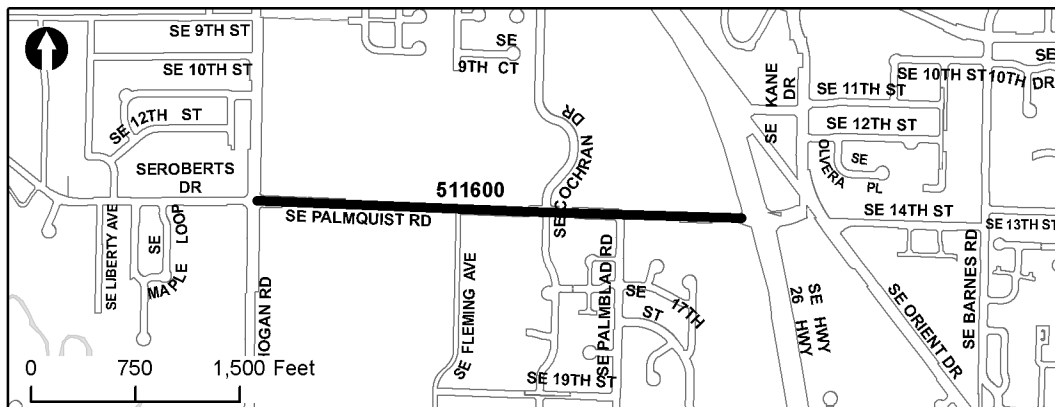 SE 9TH ST
SE 10TH ST
SE 12TH ST
SEROBERTS
DR
SE LIBERTY AVE
SE
MAPLE LOOP
HOGAN RD
511600
SE PALMQUIST RD
SE
9TH CT
SE COCHRAN DR
SE FLEMING AVE
SE PALMBLAD RD
SE 17TH
ST
SE 19TH ST
SE KANE
DR
SE 11TH ST
SE 10TH ST
10TH DR
SE
SE 12TH ST
OLVERA
SE
PL
SE 14TH ST
SE 13TH ST
SE BARNES RD
SE ORIENT DR
SE HWY
26 HWY
0 750 1,500 Feet